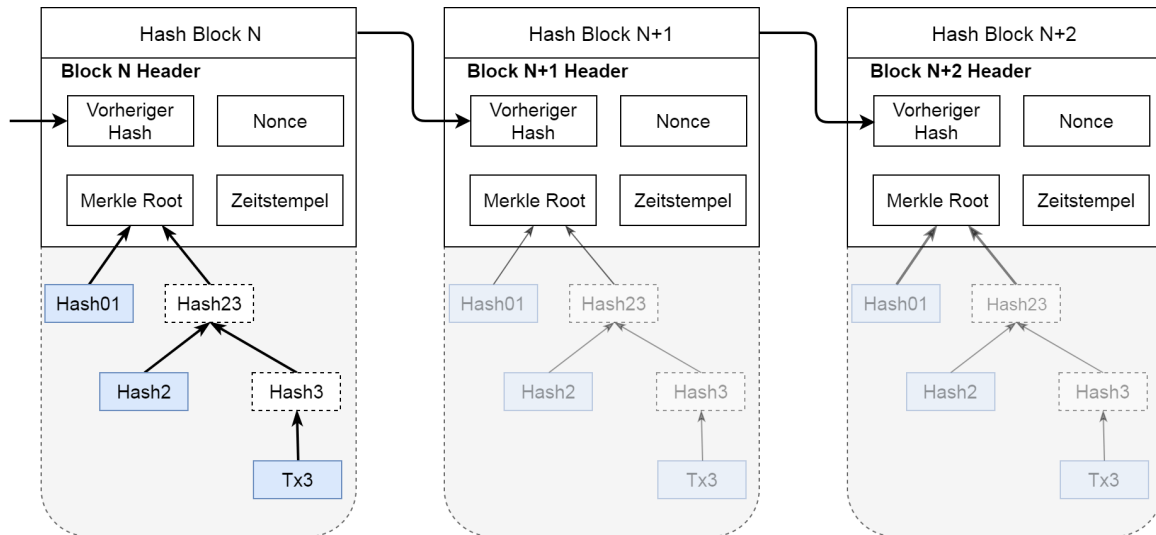 Hash Block N
Hash Block N+1
Hash Block N+2
Block N Header
Block N+1 Header
Block N+2 Header
Vorheriger
Hash
Nonce
Vorheriger
Hash
Nonce
Vorheriger
Hash
Nonce
Merkle Root
Zeitstempel
Merkle Root
Zeitstempel
Merkle Root
Zeitstempel
Hash01
Hash23
Hash01
Hash23
Hash01
Hash23
Hash2
Hash3
Hash2
Hash3
Hash2
Hash3
Tx3
Tx3
Tx3